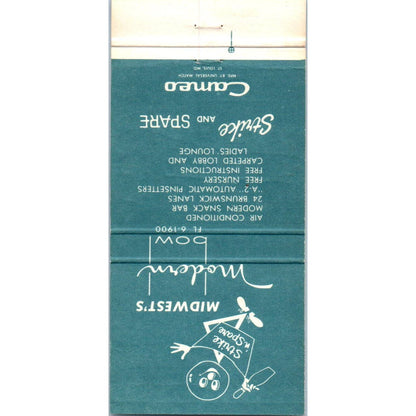 Strike
'n Spare
MIDWEST'S
Modern
bowl
FL 6-1900
AIR CONDITIONED
MODERN SNACK BAR
24 BRUNSWICK LANES
"A-2" AUTOMATIC PINSETTERS
FREE NURSERY
FREE INSTRUCTIONS
CARPETED LOBBY AND
LADIES LOUNGE
Strike AND SPARE
Cameo
MFG. BY UNIVERSAL MATCH
ST LOUIS, MO.